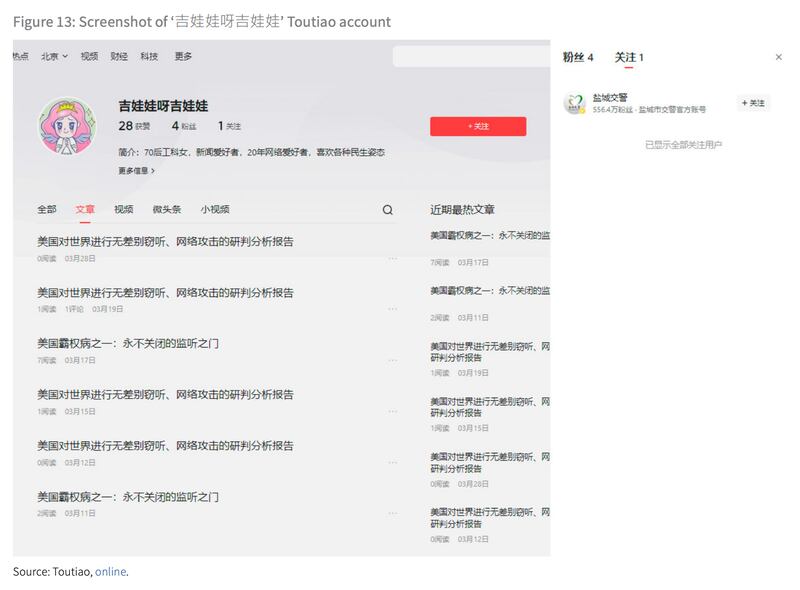 Figure 13: Screenshot of ‘吉娃娃呀吉娃娃’ Toutiao account
热点 北京 视频 财经 科技 更多
吉娃娃呀吉娃娃
28 获赞 4 粉丝 1 关注
+ 关注
简介：70后工科女，新闻爱好者，20年网络爱好者，喜欢各种民生姿态
更多信息 >
全部 文章 视频 微头条 小视频
美国对世界进行无差别窃听、网络攻击的研判分析报告
0阅读 03月28日
美国对世界进行无差别窃听、网络攻击的研判分析报告
1阅读 1评论 03月19日
美国霸权病之一：永不关闭的监听之门
7阅读 03月17日
美国对世界进行无差别窃听、网络攻击的研判分析报告
1阅读 03月15日
美国对世界进行无差别窃听、网络攻击的研判分析报告
0阅读 03月12日
美国霸权病之一：永不关闭的监听之门
2阅读 03月11日
近期最热文章
美国霸权病之一：永不关闭的监
7阅读 03月17日
美国霸权病之一：永不关闭的监
2阅读 03月11日
美国对世界进行无差别窃听、网
研判分析报告
1阅读 03月19日
美国对世界进行无差别窃听、网
研判分析报告
1阅读 03月15日
美国对世界进行无差别窃听、网
研判分析报告
0阅读 03月28日
美国对世界进行无差别窃听、网
研判分析报告
0阅读 03月12日
粉丝 4 关注 1
盐城交警
556.4万粉丝 · 盐城市交警官方账号
+ 关注
已显示全部关注用户
Source: Toutiao, online.